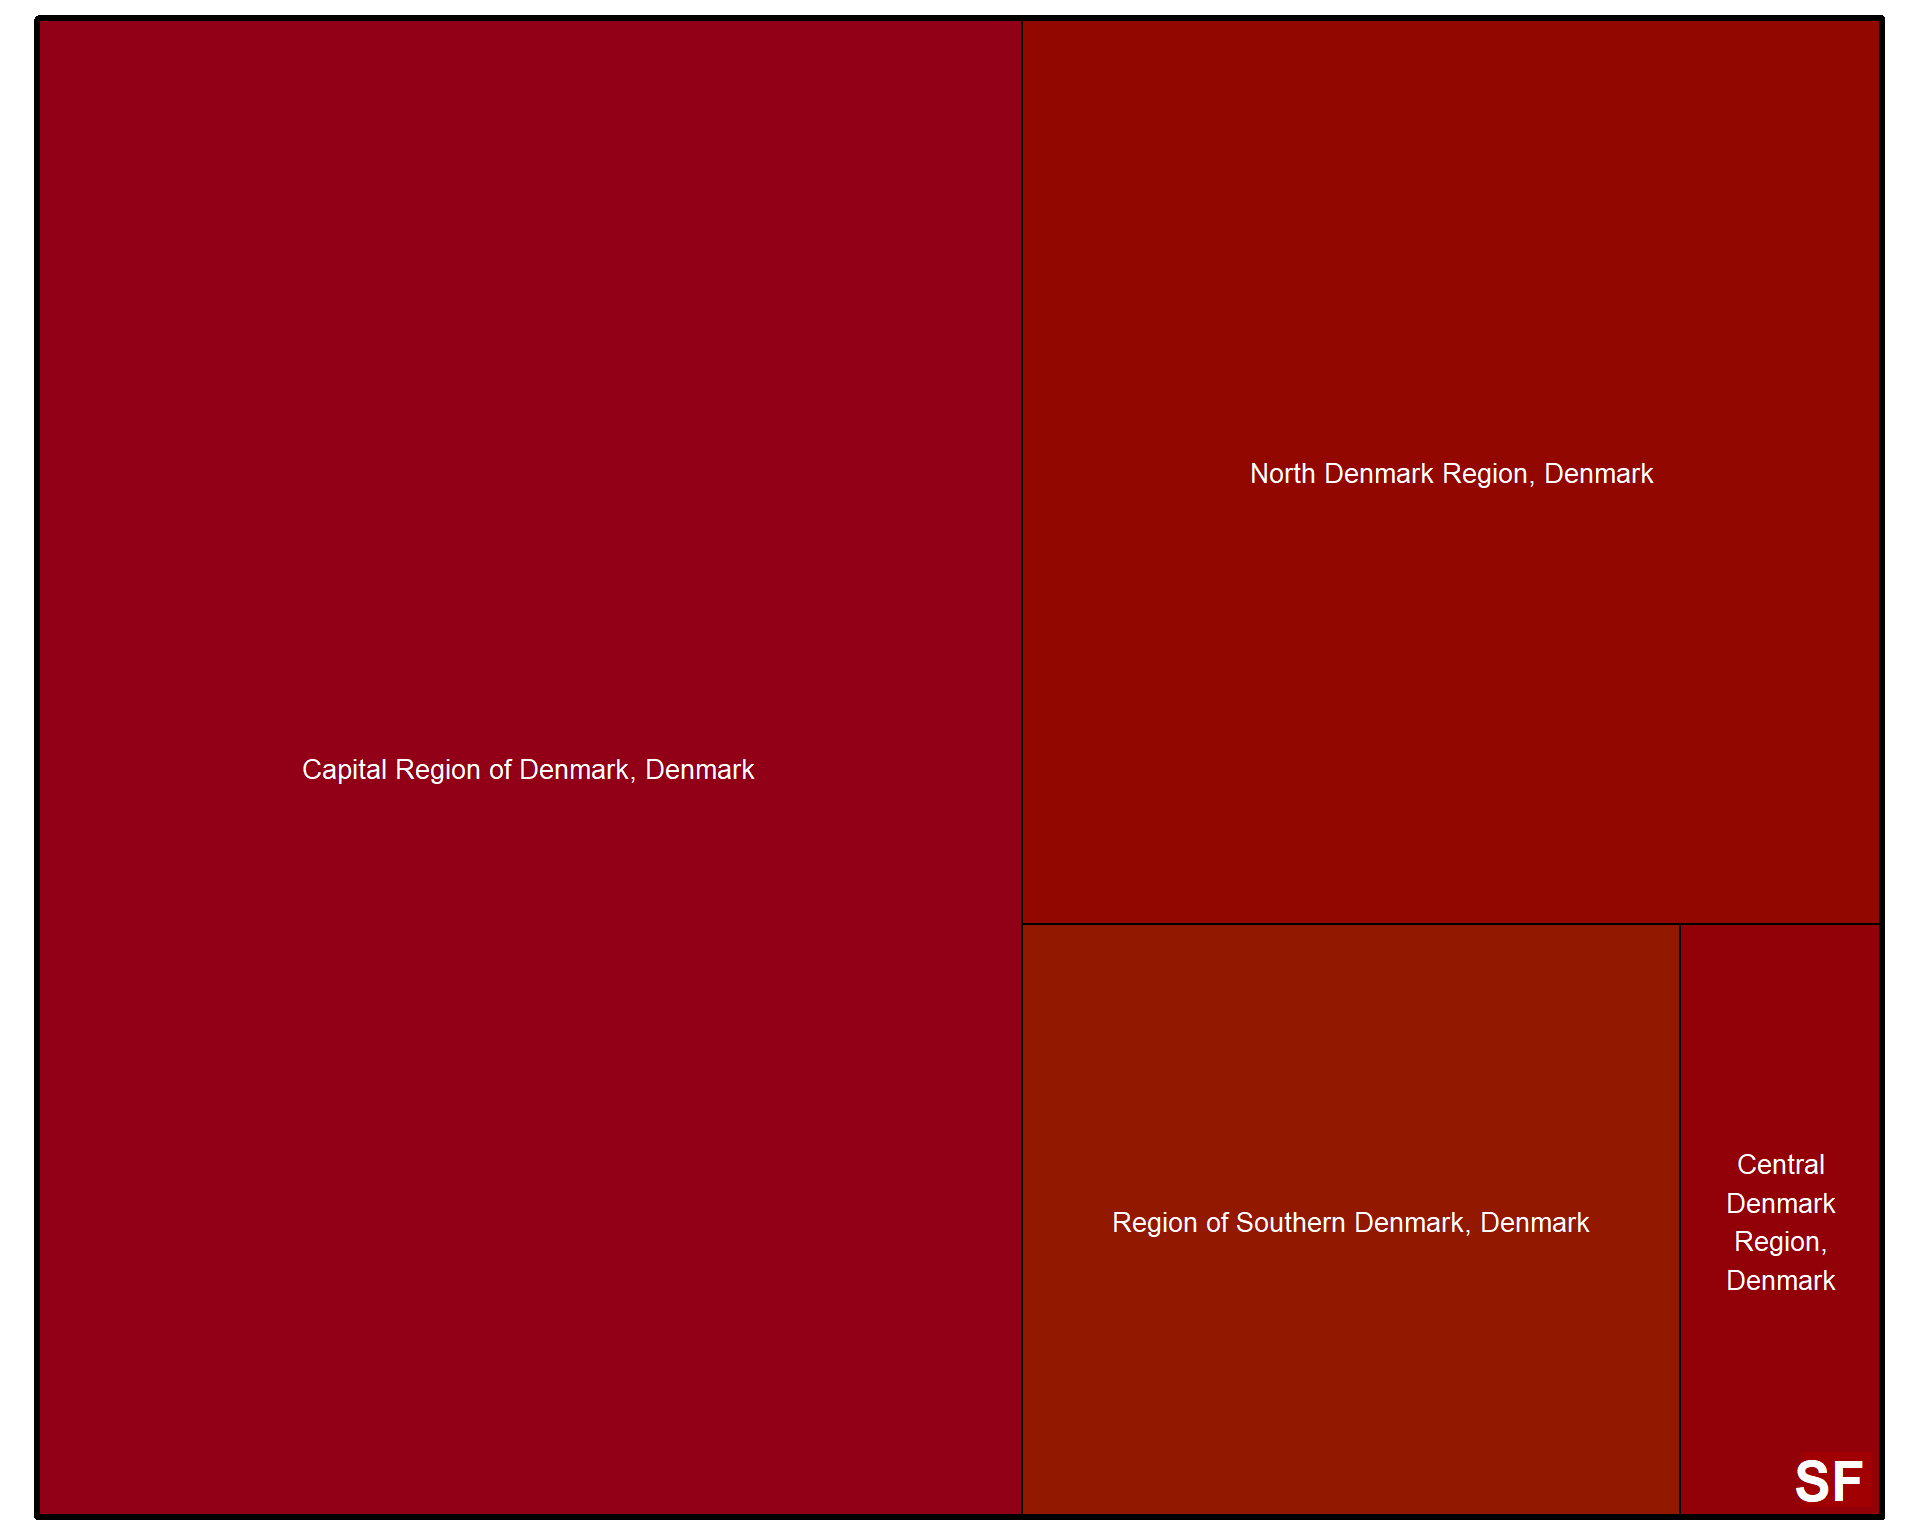 Capital Region of Denmark, Denmark
North Denmark Region, Denmark
Region of Southern Denmark, Denmark
Central
Denmark
Region,
Denmark
SF